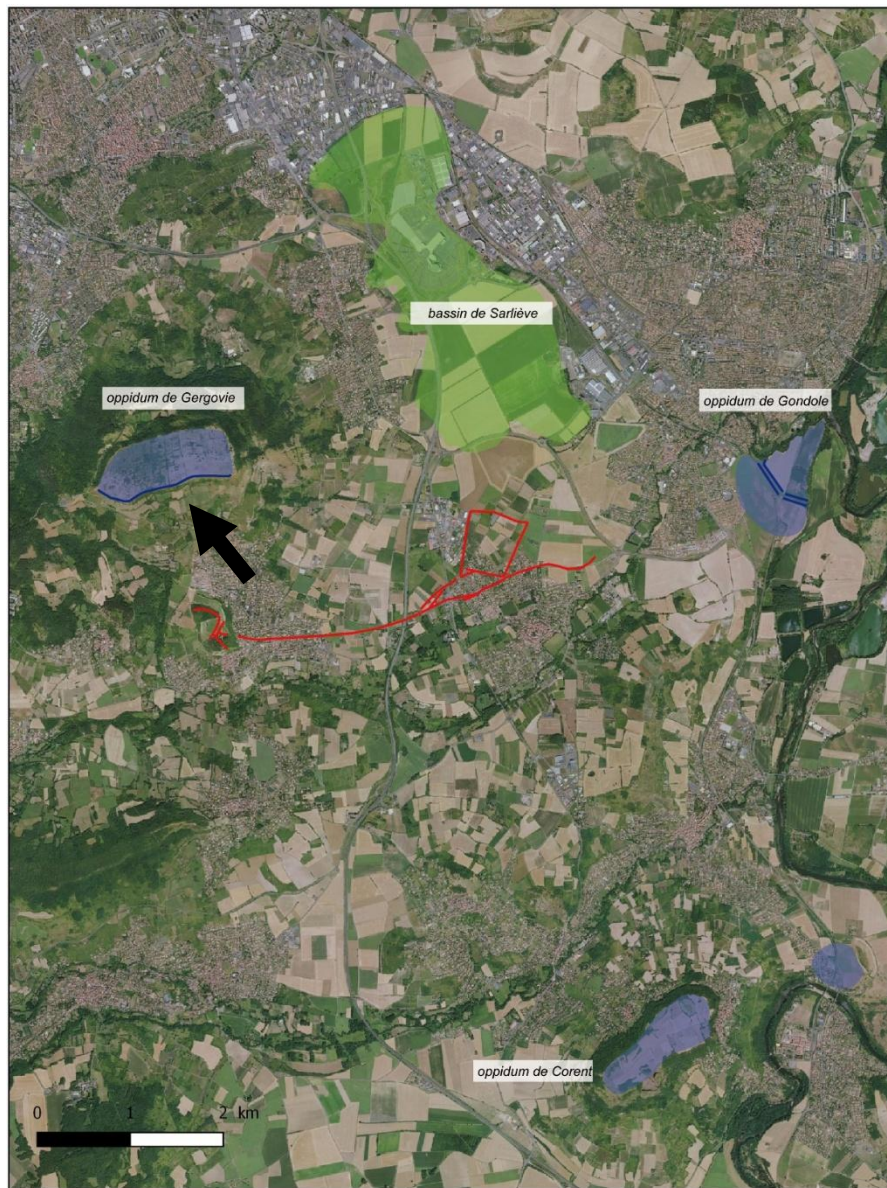 bassin de Sarliève
oppidum de Gergovie
oppidum de Gondole
oppidum de Corent
0 1 2 km